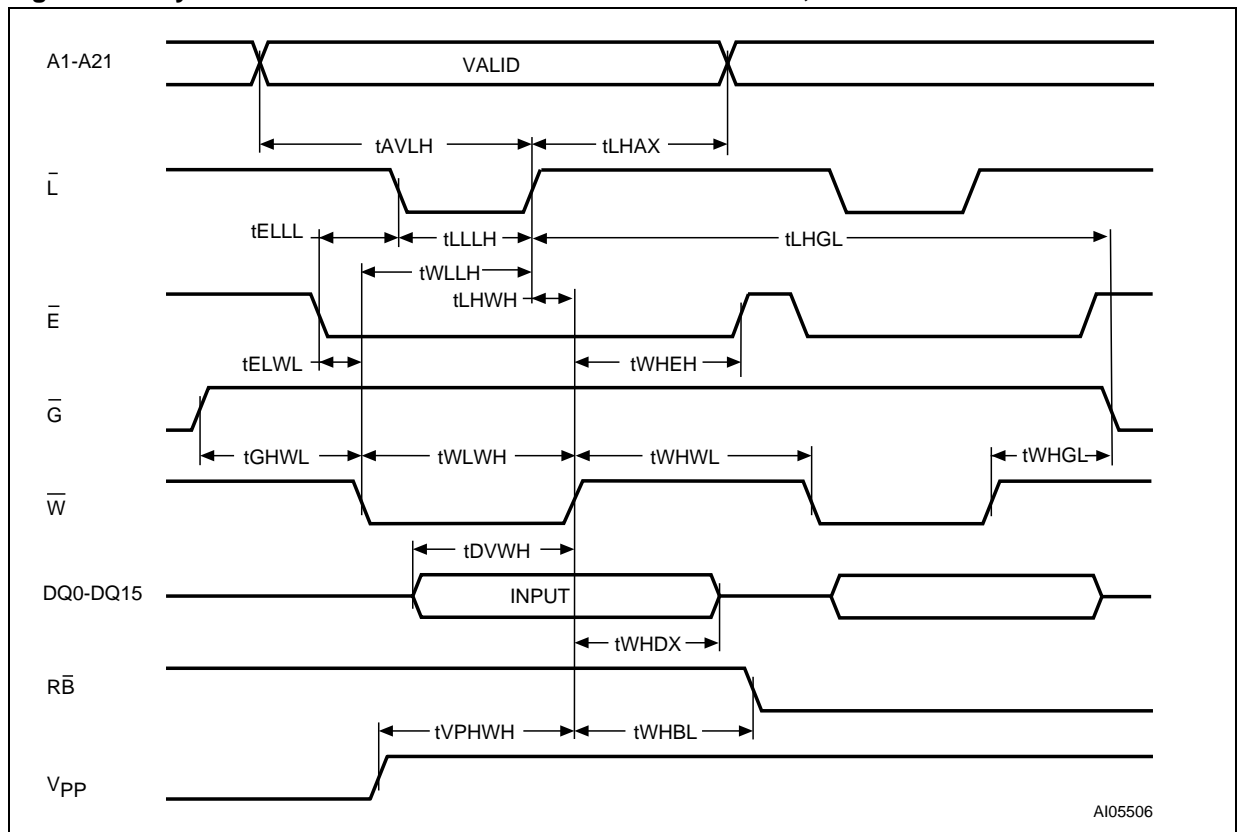 A1-A21
VALID
tAVLH
tLHAX
L̅
tELLL
tLLLH
tLHGL
tWLLH
tLHWH
E̅
tELWL
tWHEH
G̅
tGHWL
tWLWH
tWHWL
tWHGL
W̅
tDVWH
DQ0-DQ15
INPUT
tWHDX
RB̅
tVPHWH
tWHBL
VPP
AI05506